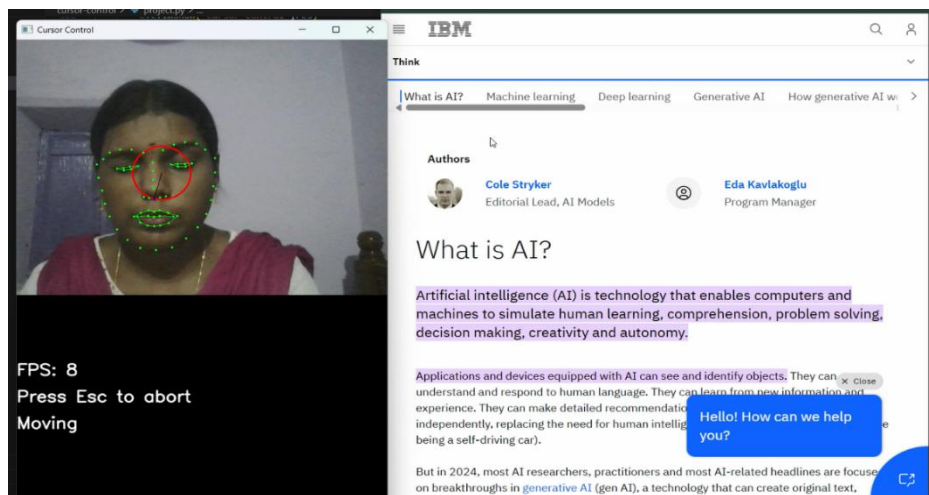 cursor-control > project.py > ...
Cursor Control
FPS: 8
Press Esc to abort
Moving
IBM
Think
What is AI?
Machine learning
Deep learning
Generative AI
How generative AI w
Authors
Cole Stryker
Editorial Lead, AI Models
Eda Kavlakoglu
Program Manager
What is AI?
Artificial intelligence (AI) is technology that enables computers and
machines to simulate human learning, comprehension, problem solving,
decision making, creativity and autonomy.
Applications and devices equipped with AI can see and identify objects. They can
understand and respond to human language. They can learn from new information and
experience. They can make detailed recommendatio
independently, replacing the need for human intellig
being a self-driving car).
But in 2024, most AI researchers, practitioners and most AI-related headlines are focuse
on breakthroughs in generative AI (gen AI), a technology that can create original text,
× Close
Hello! How can we help
you?